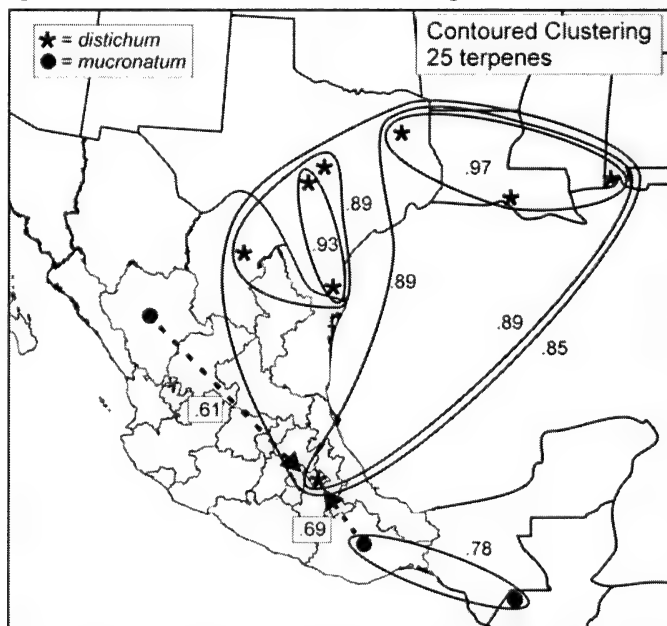 ★ = distichum
● = mucronatum
Contoured Clustering
25 terpenes
.97
.89
.93
.89
.89
.85
.61
.69
.78